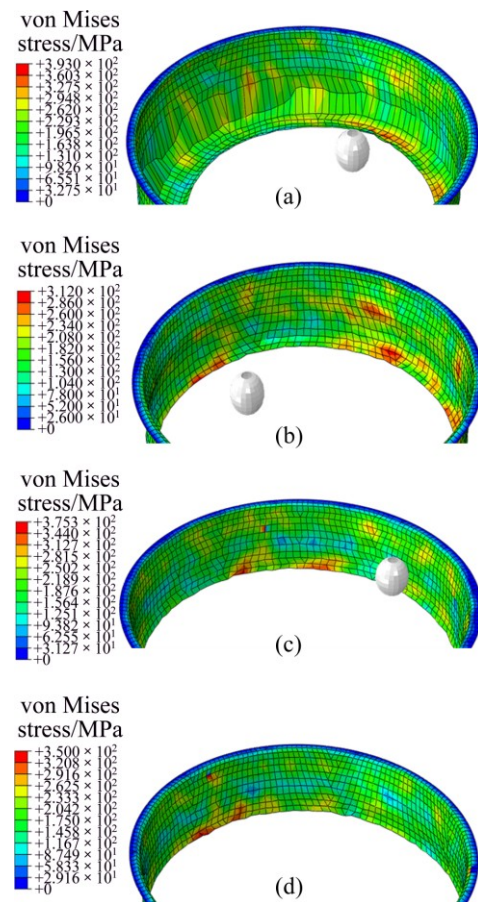 von Mises
stress/MPa
+3.930 × 10²
+3.603 × 10²
+3.275 × 10²
+2.948 × 10²
+2.620 × 10²
+2.293 × 10²
+1.965 × 10²
+1.638 × 10²
+1.310 × 10²
+9.826 × 10¹
+6.551 × 10¹
+3.275 × 10¹
+0
(a)
von Mises
stress/MPa
+3.120 × 10²
+2.860 × 10²
+2.600 × 10²
+2.340 × 10²
+2.080 × 10²
+1.820 × 10²
+1.560 × 10²
+1.300 × 10²
+1.040 × 10²
+7.800 × 10¹
+5.200 × 10¹
+2.600 × 10¹
(b)
von Mises
stress/MPa
+3.753 × 10²
+3.440 × 10²
+3.127 × 10²
+2.815 × 10²
+2.502 × 10²
+2.189 × 10²
+1.876 × 10²
+1.564 × 10²
+1.251 × 10²
+9.382 × 10¹
+6.255 × 10¹
+3.127 × 10¹
+0
(c)
von Mises
stress/MPa
+3.500 × 10²
+3.208 × 10²
+2.916 × 10²
+2.625 × 10²
+2.333 × 10²
+2.042 × 10²
+1.750 × 10²
+1.458 × 10²
+1.167 × 10²
+8.749 × 10¹
+5.833 × 10¹
+2.916 × 10¹
+0
(d)